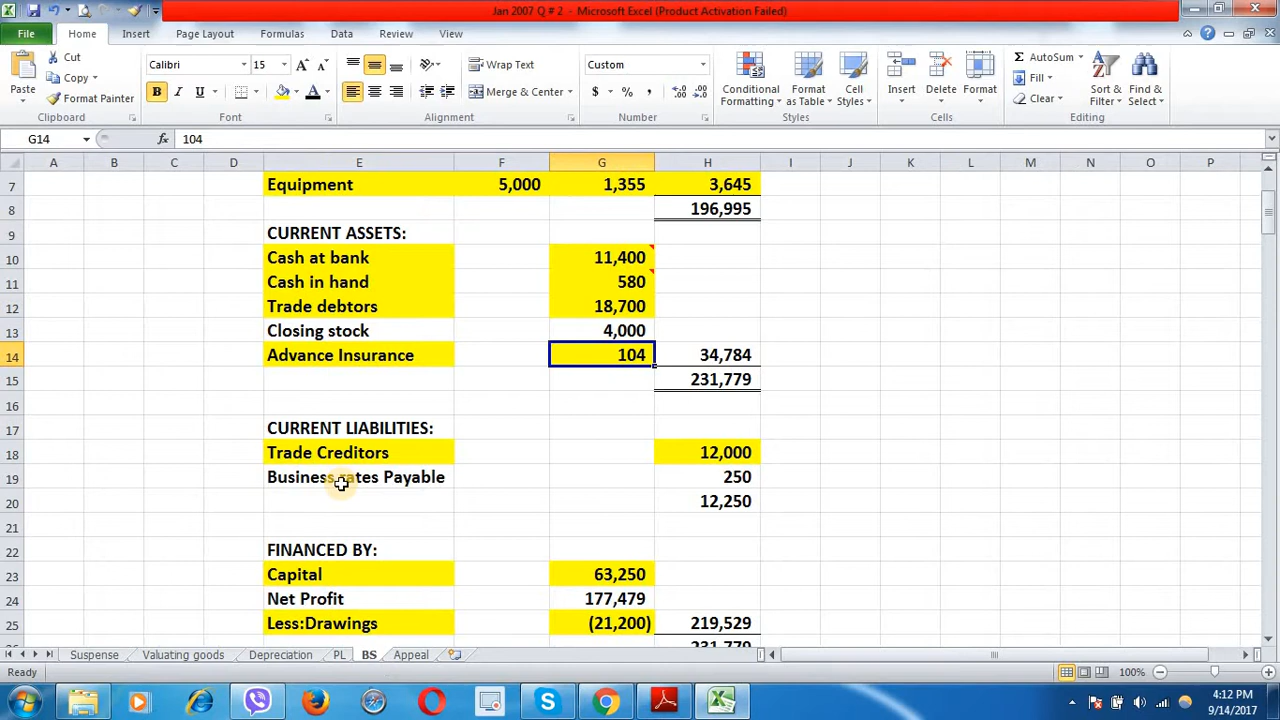 Jan 2007 Q # 2 - Microsoft Excel (Product Activation Failed)
File Home Insert Page Layout Formulas Data Review View
Paste
Cut
Copy
Format Painter
Clipboard
Calibri 15
B I U
Font
Wrap Text
Merge & Center
Alignment
Custom
$ % ,
Number
Conditional Formatting
Format as Table
Cell Styles
Styles
Insert Delete Format
Cells
AutoSum
Fill
Clear
Sort & Filter
Find & Select
Editing
G14 fx 104
A B C D E F G H I J K L M N O P
7 Equipment 5,000 1,355 3,645
8 196,995
9 CURRENT ASSETS:
10 Cash at bank 11,400
11 Cash in hand 580
12 Trade debtors 18,700
13 Closing stock 4,000
14 Advance Insurance 104 34,784
15 231,779
16
17 CURRENT LIABILITIES:
18 Trade Creditors 12,000
19 Business rates Payable 250
20 12,250
21
22 FINANCED BY:
23 Capital 63,250
24 Net Profit 177,479
25 Less:Drawings (21,200) 219,529
231,779
Suspense Valuating goods Depreciation PL BS Appeal
Ready 100%
4:12 PM
9/14/2017